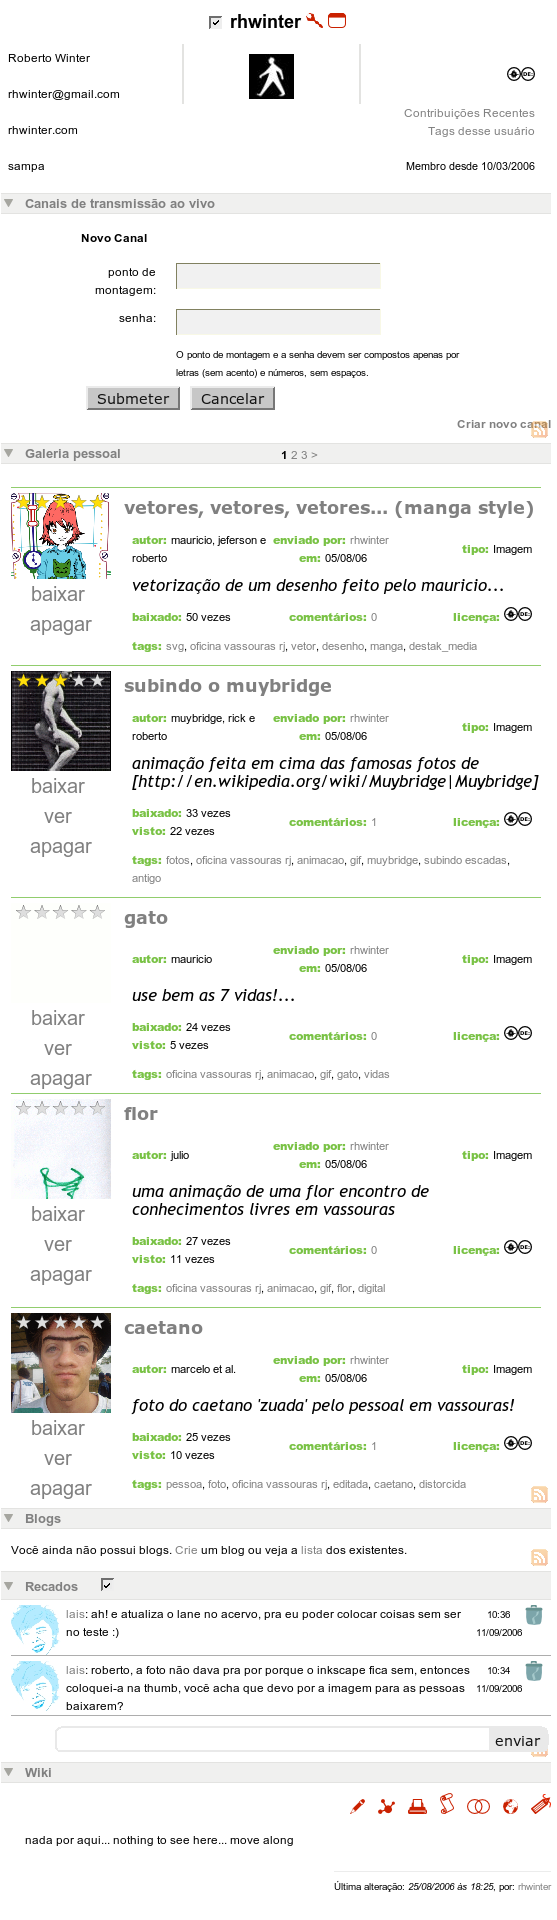 rhwinter
Roberto Winter
rhwinter@gmail.com
rhwinter.com
Contribuições Recentes
Tags desse usuário
sampa
Membro desde 10/03/2006
Canais de transmissão ao vivo
Novo Canal
ponto de
montagem:
senha:
O ponto de montagem e a senha devem ser compostos apenas por
letras (sem acento) e números, sem espaços.
Submeter Cancelar
Criar novo canal
Galeria pessoal 1 2 3 >
vetores, vetores, vetores... (manga style)
autor: mauricio, jeferson e roberto
enviado por: rhwinter
em: 05/08/06
tipo: Imagem
vetorização de um desenho feito pelo mauricio...
baixar
apagar
baixado: 50 vezes comentários: 0 licença:
tags: svg, oficina vassouras rj, vetor, desenho, manga, destak_media
subindo o muybridge
autor: muybridge, rick e roberto
enviado por: rhwinter
em: 05/08/06
tipo: Imagem
animação feita em cima das famosas fotos de
[http://en.wikipedia.org/wiki/Muybridge|Muybridge]
baixar
ver
apagar
baixado: 33 vezes
visto: 22 vezes
comentários: 1 licença:
tags: fotos, oficina vassouras rj, animacao, gif, muybridge, subindo escadas,
antigo
gato
autor: mauricio
enviado por: rhwinter
em: 05/08/06
tipo: Imagem
use bem as 7 vidas!...
baixar
ver
apagar
baixado: 24 vezes
visto: 5 vezes
comentários: 0 licença:
tags: oficina vassouras rj, animacao, gif, gato, vidas
flor
autor: julio
enviado por: rhwinter
em: 05/08/06
tipo: Imagem
uma animação de uma flor encontro de
conhecimentos livres em vassouras
baixar
ver
apagar
baixado: 27 vezes
visto: 11 vezes
comentários: 0 licença:
tags: oficina vassouras rj, animacao, gif, flor, digital
caetano
autor: marcelo et al.
enviado por: rhwinter
em: 05/08/06
tipo: Imagem
foto do caetano 'zuada' pelo pessoal em vassouras!
baixar
ver
apagar
baixado: 25 vezes
visto: 10 vezes
comentários: 1 licença:
tags: pessoa, foto, oficina vassouras rj, editada, caetano, distorcida
Blogs
Você ainda não possui blogs. Crie um blog ou veja a lista dos existentes.
Recados
lais: ah! e atualiza o lane no acervo, pra eu poder colocar coisas sem ser
no teste :)
10:36
11/09/2006
lais: roberto, a foto não dava pra por porque o inkscape fica sem, entonces
coloquei-a na thumb, você acha que devo por a imagem para as pessoas
baixarem?
10:34
11/09/2006
enviar
Wiki
nada por aqui... nothing to see here... move along
Última alteração: 25/08/2006 às 18:25, por: rhwinter